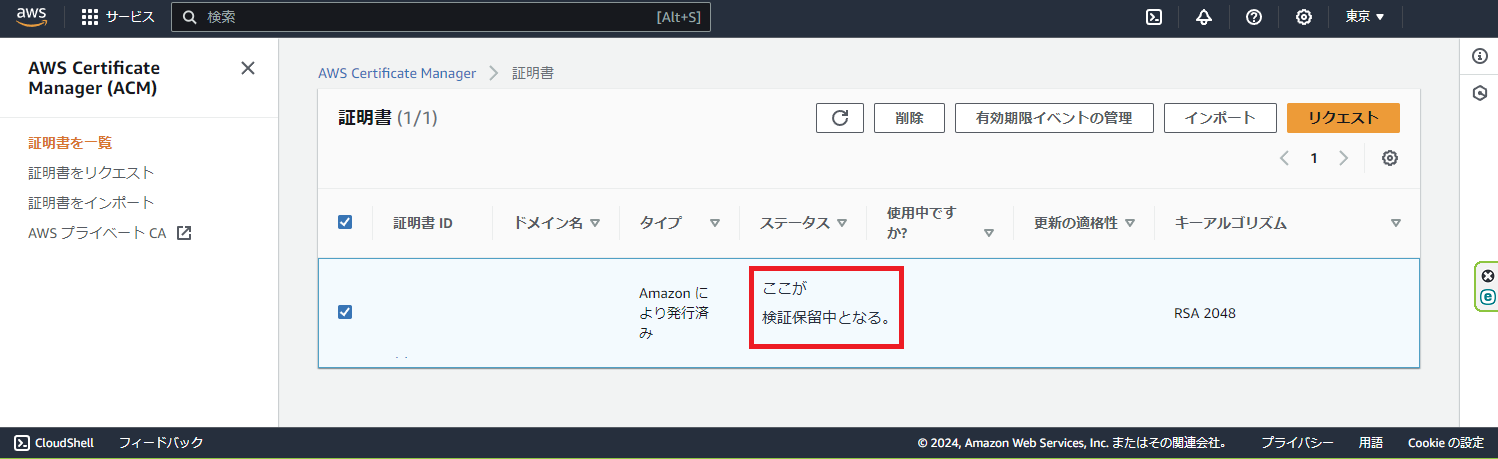 aws
サービス
検索
[Alt+S]
東京
AWS Certificate
Manager (ACM)
証明書を一覧
証明書をリクエスト
証明書をインポート
AWS プライベート CA
AWS Certificate Manager
証明書
証明書 (1/1)
削除
有効期限イベントの管理
インポート
リクエスト
1
証明書 ID
ドメイン名
タイプ
ステータス
使用中です
か?
更新の適格性
キーアルゴリズム
Amazon に
より発行済
み
ここが
検証保留中となる。
RSA 2048
CloudShell
フィードバック
© 2024, Amazon Web Services, Inc. またはその関連会社。
プライバシー
用語
Cookie の設定